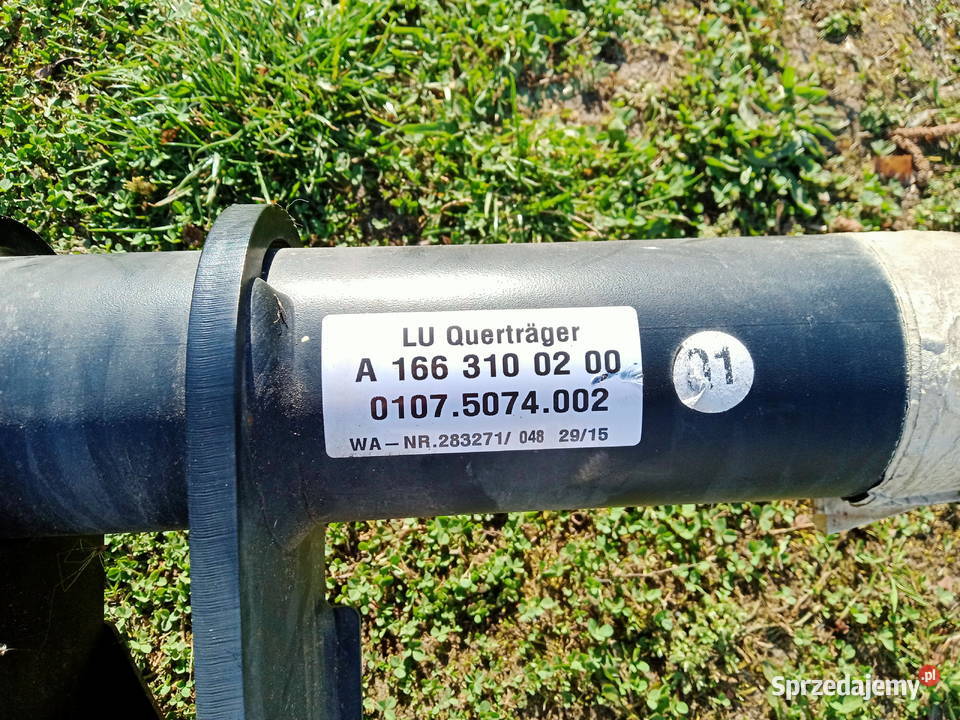 LU Querträger
A 166 310 02 00
0107.5074.002
WA-NR.283271/ 048 29/15
01
Sprzedajemy.pl